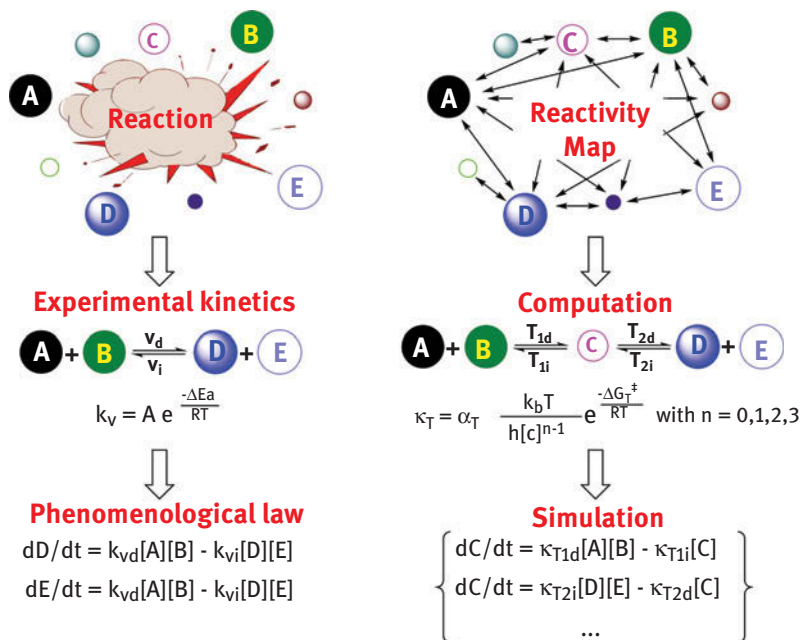 A
C
B
Reaction
D
E
Experimental kinetics
A + B v_d v_i D + E
k_v = A e^(-ΔEa/RT)
Phenomenological law
dD/dt = k_vd[A][B] - k_vi[D][E]
dE/dt = k_vd[A][B] - k_vi[D][E]
A
C
B
Reactivity
Map
D
E
Computation
A + B T_1d T_1i C T_2d T_2i D + E
κ_T = α_T k_bT/h[c]^(n-1) e^(-ΔG_T^‡/RT) with n = 0,1,2,3
Simulation
dC/dt = κ_T1d[A][B] - κ_T1i[C]
dC/dt = κ_T2i[D][E] - κ_T2d[C]
...